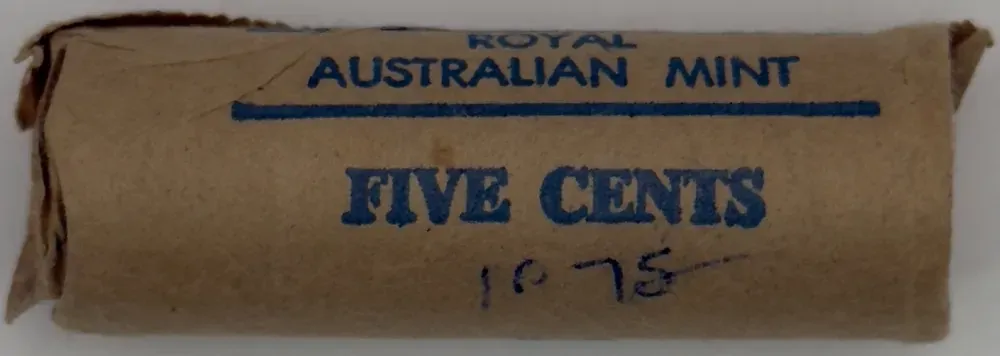 ROYAL
AUSTRALIAN MINT
FIVE CENTS
1975